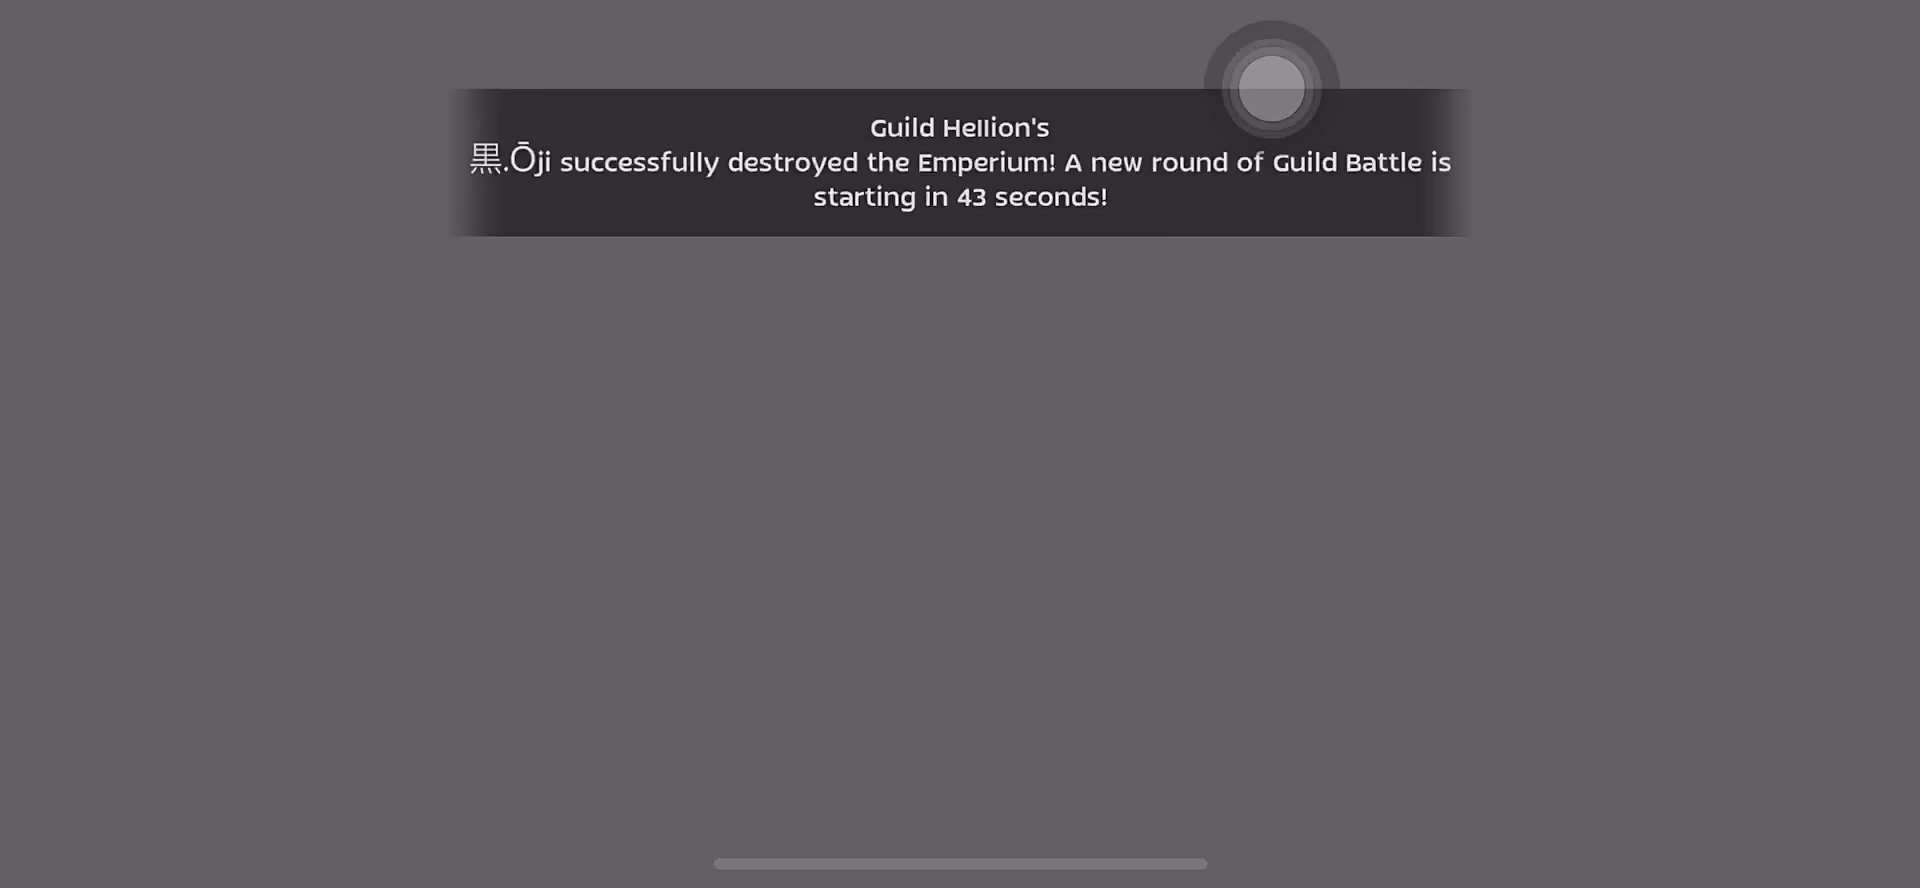 Guild Hellion's
黒.Ōji successfully destroyed the Emperium! A new round of Guild Battle is
starting in 43 seconds!